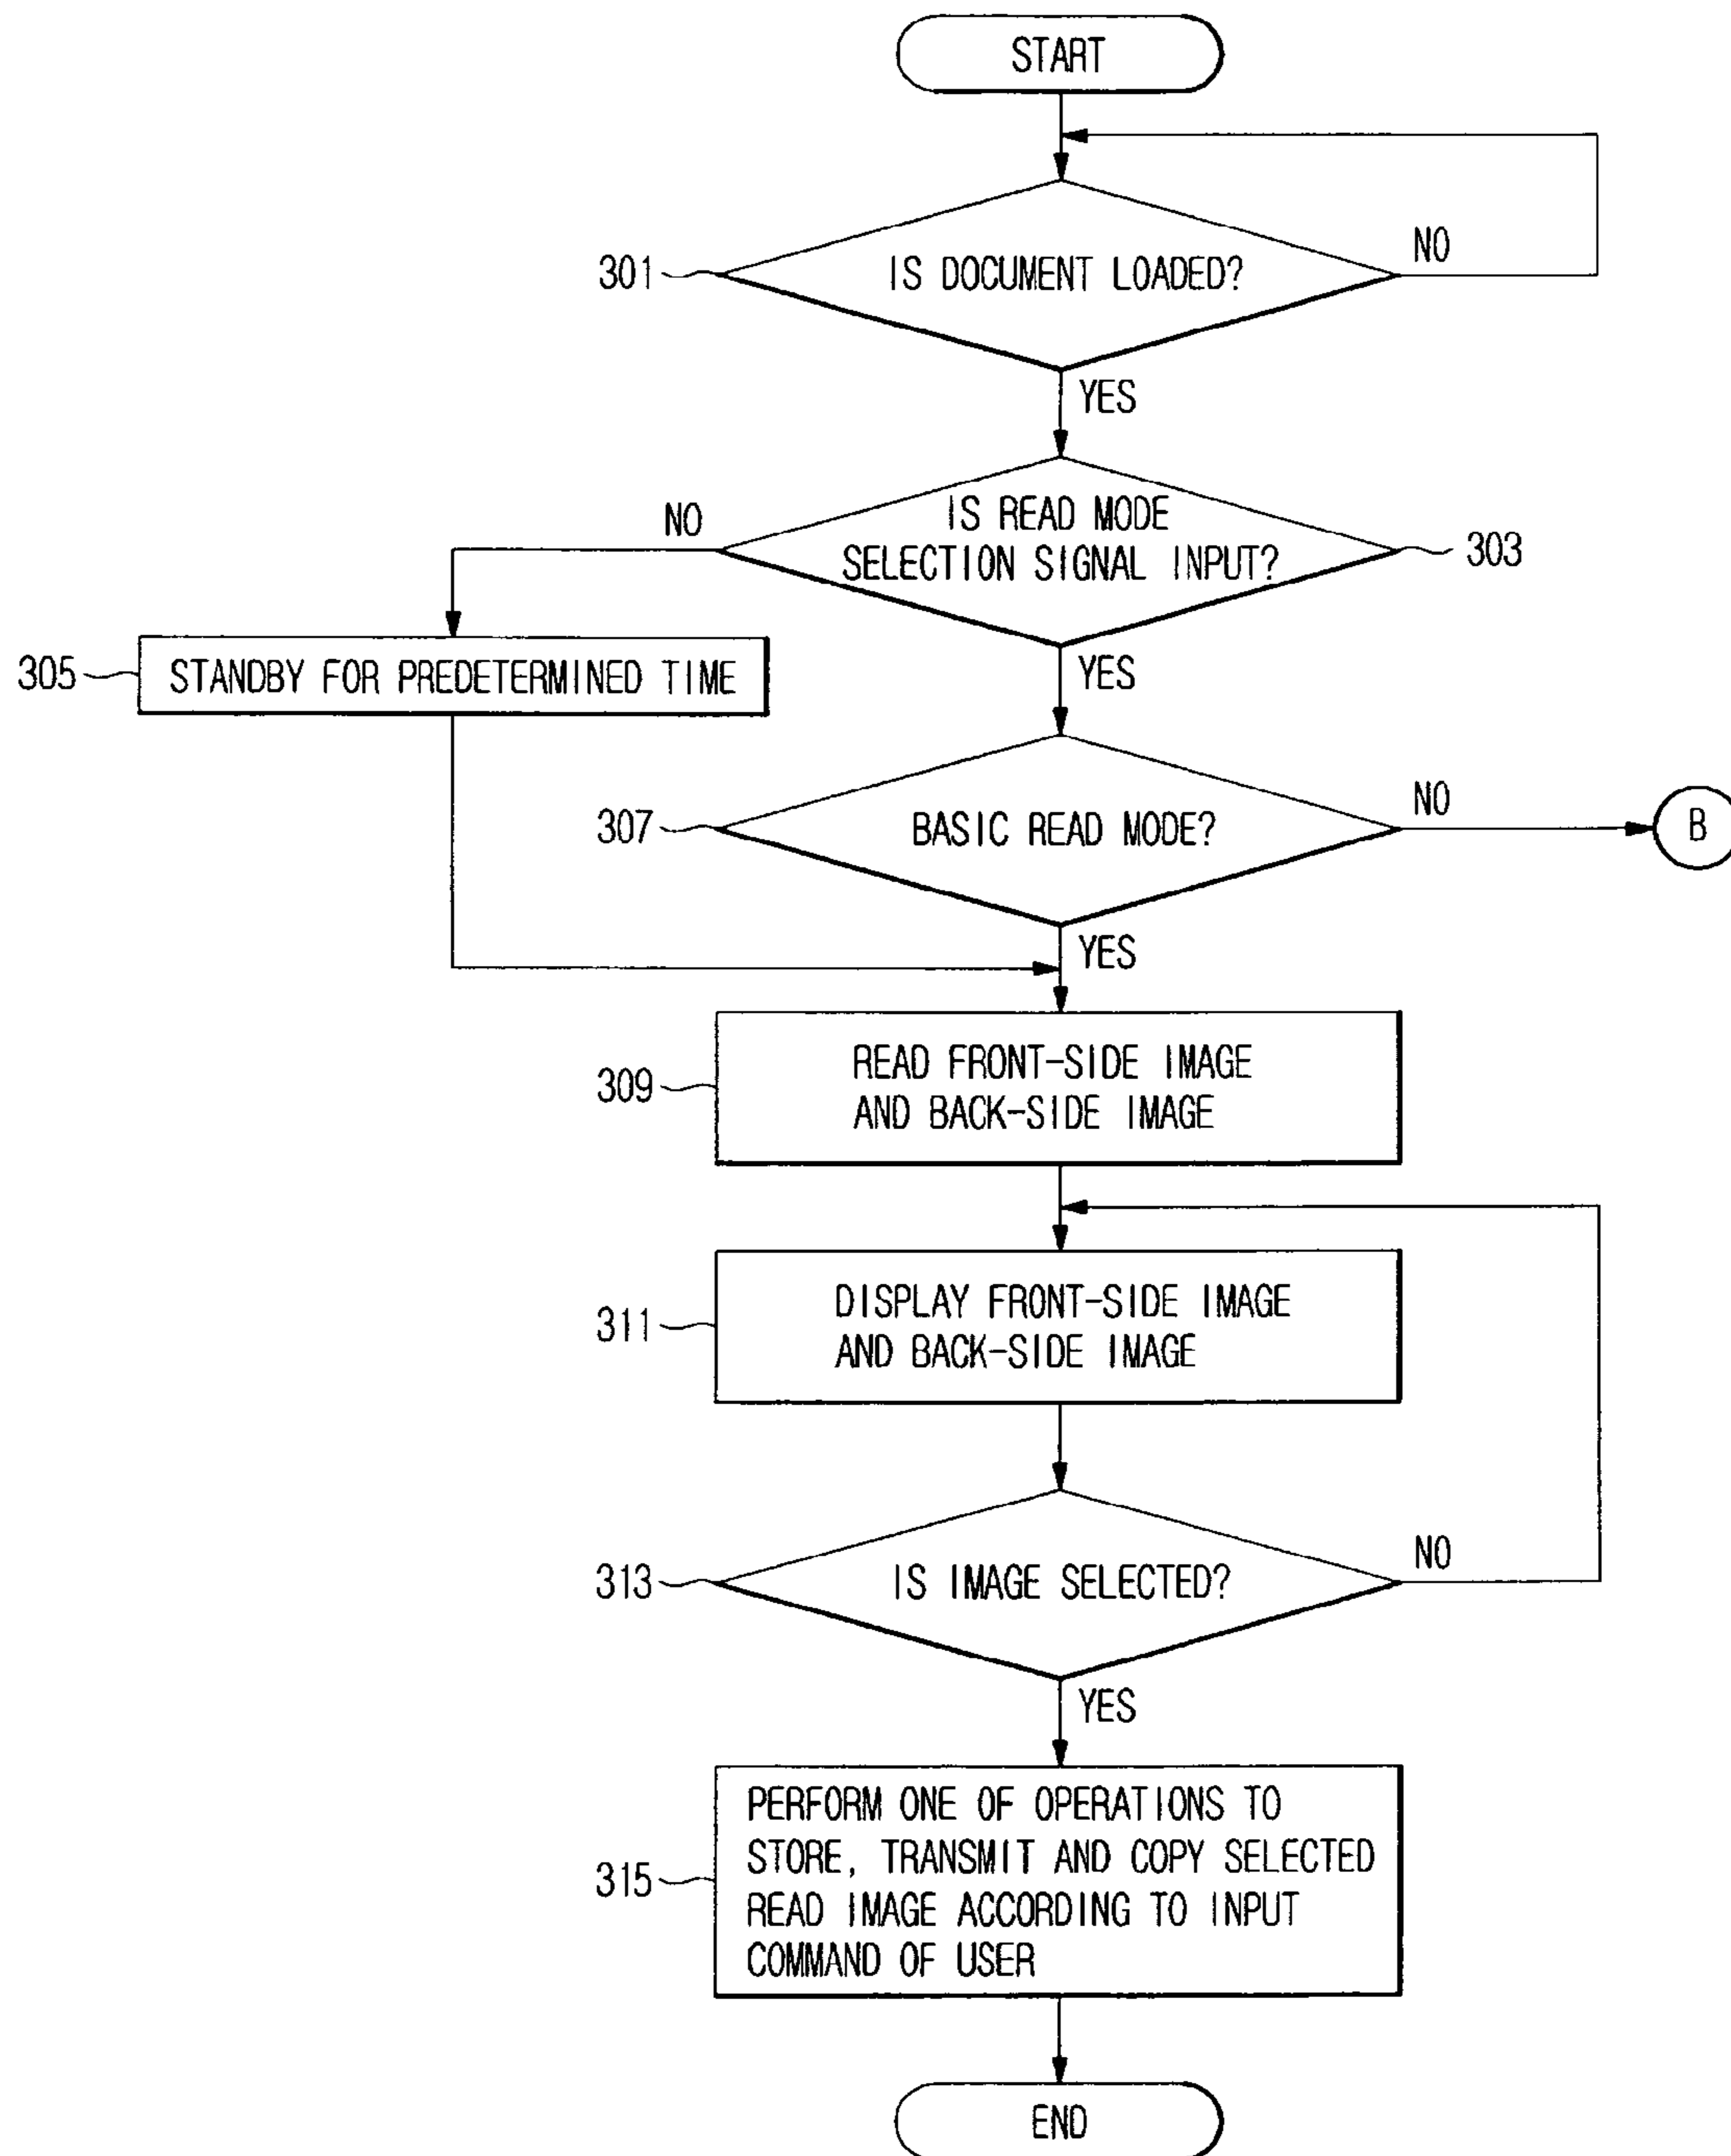 START
301
IS DOCUMENT LOADED?
NO
YES
NO
IS READ MODE
SELECTION SIGNAL INPUT?
303
305
STANDBY FOR PREDETERMINED TIME
YES
307
BASIC READ MODE?
NO
B
YES
309
READ FRONT-SIDE IMAGE
AND BACK-SIDE IMAGE
311
DISPLAY FRONT-SIDE IMAGE
AND BACK-SIDE IMAGE
313
IS IMAGE SELECTED?
NO
YES
315
PERFORM ONE OF OPERATIONS TO
STORE, TRANSMIT AND COPY SELECTED
READ IMAGE ACCORDING TO INPUT
COMMAND OF USER
END